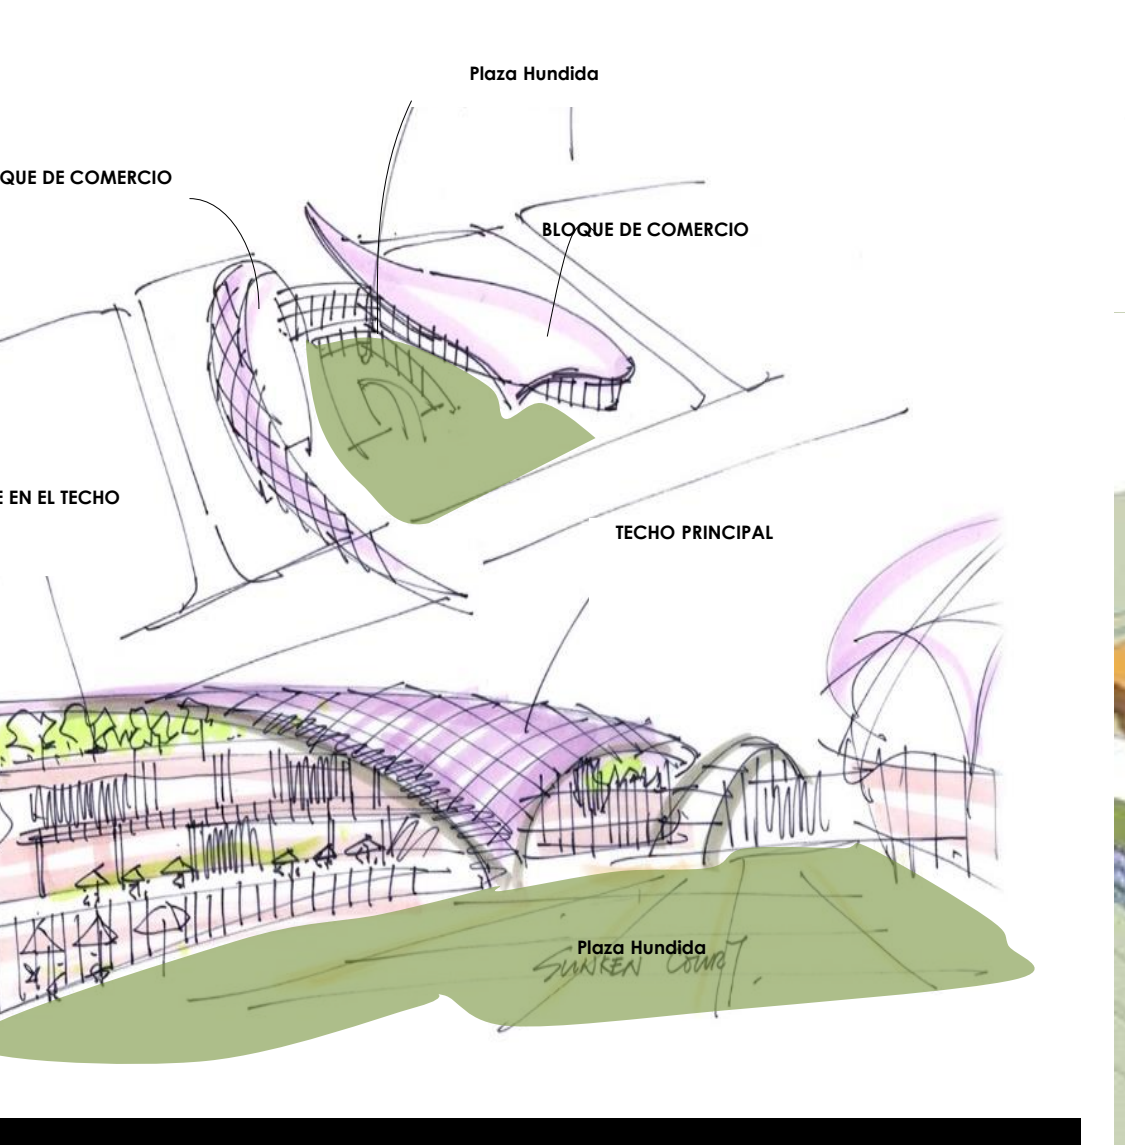 Plaza Hundida
QUE DE COMERCIO
BLOQUE DE COMERCIO
E EN EL TECHO
TECHO PRINCIPAL
Plaza Hundida
SUNKEN COURT